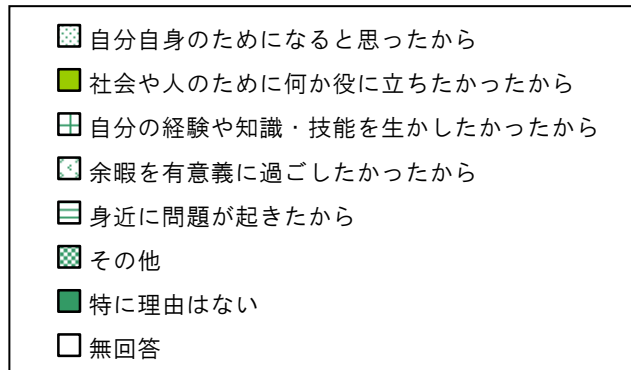 自分自身のためになると思ったから
社会や人のために何か役に立ちたかったから
自分の経験や知識・技能を生かしたかったから
余暇を有意義に過ごしたかったから
身近に問題が起きたから
その他
特に理由はない
無回答